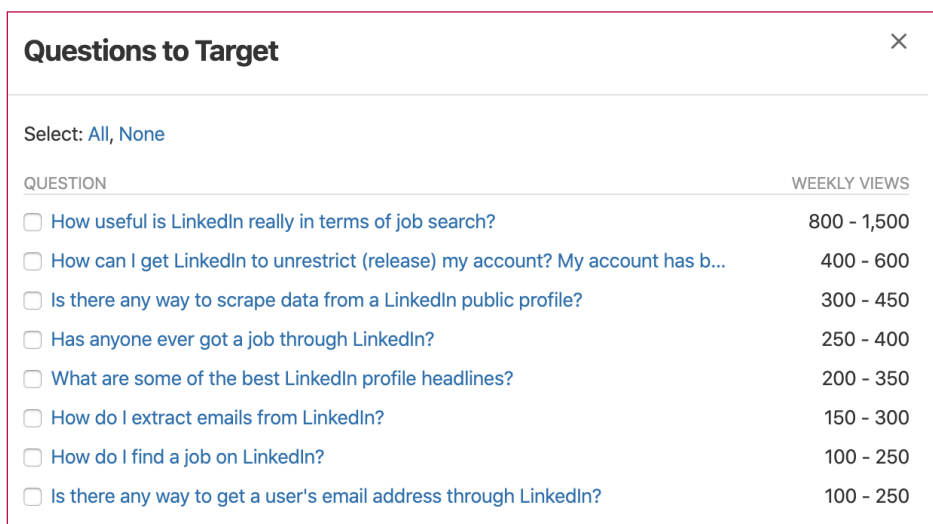 Questions to Target
Select: All, None
QUESTION WEEKLY VIEWS
How useful is LinkedIn really in terms of job search? 800 - 1,500
How can I get LinkedIn to unrestrict (release) my account? My account has b... 400 - 600
Is there any way to scrape data from a LinkedIn public profile? 300 - 450
Has anyone ever got a job through LinkedIn? 250 - 400
What are some of the best LinkedIn profile headlines? 200 - 350
How do I extract emails from LinkedIn? 150 - 300
How do I find a job on LinkedIn? 100 - 250
Is there any way to get a user's email address through LinkedIn? 100 - 250